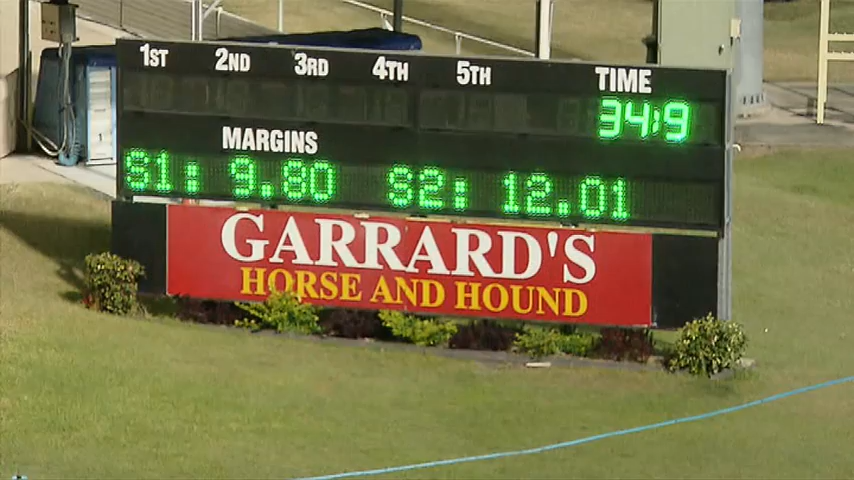 1ST 2ND 3RD 4TH 5TH TIME
34:9
MARGINS
S1: 9.80 S2: 12.01
GARRARD'S
HORSE AND HOUND